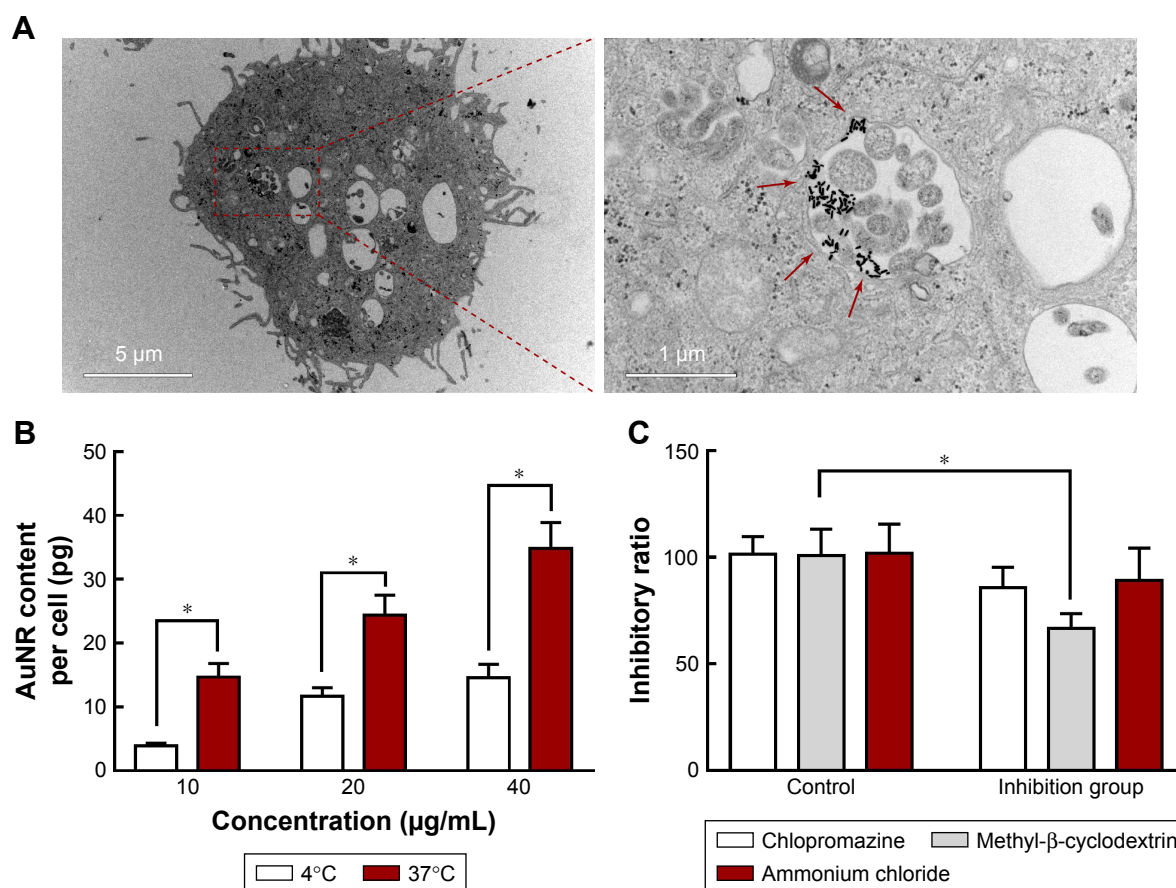 A
5 µm
1 µm
B
50
40
30
20
10
0
AuNR content
per cell (pg)
*
*
*
10
20
40
Concentration (µg/mL)
4°C
37°C
C
150
100
50
0
Inhibitory ratio
*
Control
Inhibition group
Chlopromazine
Methyl-β-cyclodextrin
Ammonium chloride